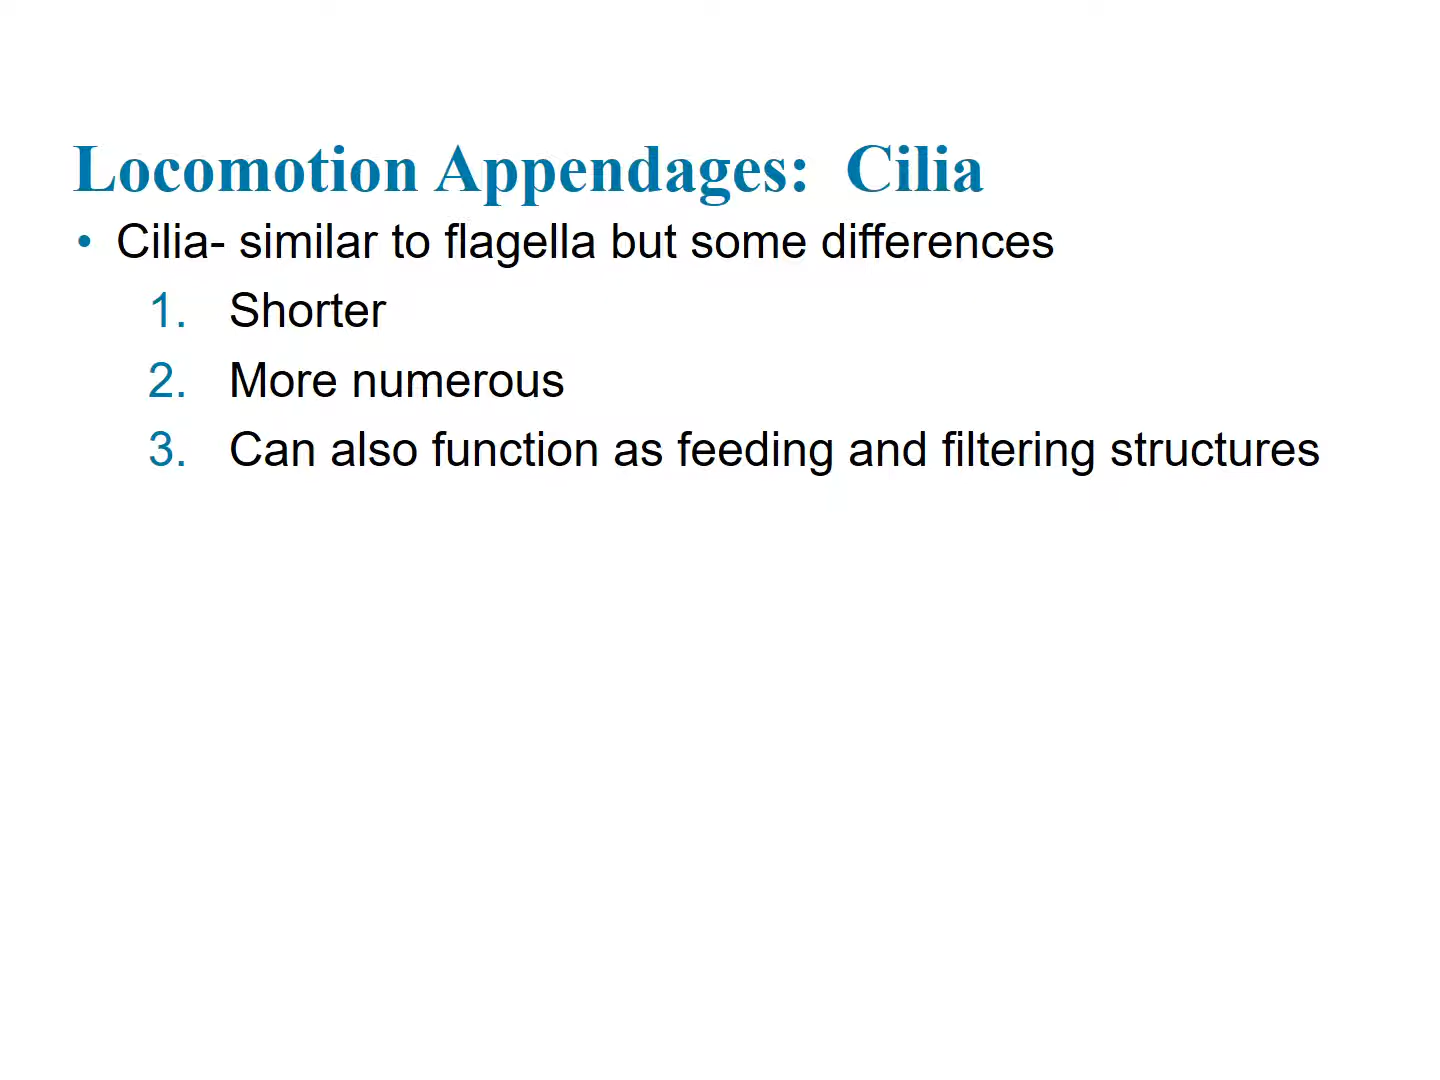 Locomotion Appendages:  Cilia
• Cilia- similar to flagella but some differences
1. Shorter
2. More numerous
3. Can also function as feeding and filtering structures